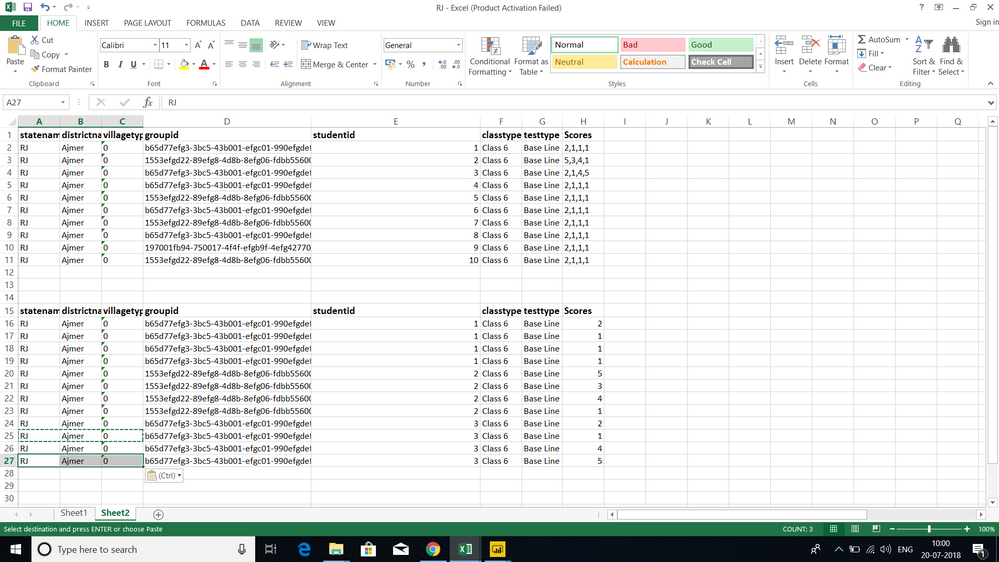 RJ - Excel (Product Activation Failed)
FILE HOME INSERT PAGE LAYOUT FORMULAS DATA REVIEW VIEW Sign in
Paste Cut Copy Format Painter Clipboard
Calibri 11 B I U Font
Wrap Text Merge & Center Alignment
General % , Number
Conditional Formatting Format as Table
Normal Bad Good
Neutral Calculation Check Cell
Styles
Insert Delete Format Cells
AutoSum Fill Clear Sort & Filter Find & Select Editing
A27 fx RJ
A B C D E F G H I J K L M N O P Q
1 statenam districtna villagetyp groupid studentid classtype testtype Scores
2 RJ Ajmer 0 b65d77efg3-3bc5-43b001-efgc01-990efgdef 1 Class 6 Base Line 2,1,1,1
3 RJ Ajmer 0 1553efgd22-89efg8-4d8b-8efg06-fdbb55600 2 Class 6 Base Line 5,3,4,1
4 RJ Ajmer 0 b65d77efg3-3bc5-43b001-efgc01-990efgdef 3 Class 6 Base Line 2,1,4,5
5 RJ Ajmer 0 b65d77efg3-3bc5-43b001-efgc01-990efgdef 4 Class 6 Base Line 2,1,1,1
6 RJ Ajmer 0 1553efgd22-89efg8-4d8b-8efg06-fdbb55600 5 Class 6 Base Line 2,1,1,1
7 RJ Ajmer 0 b65d77efg3-3bc5-43b001-efgc01-990efgdef 6 Class 6 Base Line 2,1,1,1
8 RJ Ajmer 0 1553efgd22-89efg8-4d8b-8efg06-fdbb55600 7 Class 6 Base Line 2,1,1,1
9 RJ Ajmer 0 b65d77efg3-3bc5-43b001-efgc01-990efgdef 8 Class 6 Base Line 2,1,1,1
10 RJ Ajmer 0 197001fb94-750017-4f4f-efgb9f-4efg42770 9 Class 6 Base Line 2,1,1,1
11 RJ Ajmer 0 1553efgd22-89efg8-4d8b-8efg06-fdbb55600 10 Class 6 Base Line 2,1,1,1
12
13
14
15 statenam districtna villagetyp groupid studentid classtype testtype Scores
16 RJ Ajmer 0 b65d77efg3-3bc5-43b001-efgc01-990efgdef 1 Class 6 Base Line 2
17 RJ Ajmer 0 b65d77efg3-3bc5-43b001-efgc01-990efgdef 1 Class 6 Base Line 1
18 RJ Ajmer 0 b65d77efg3-3bc5-43b001-efgc01-990efgdef 1 Class 6 Base Line 1
19 RJ Ajmer 0 b65d77efg3-3bc5-43b001-efgc01-990efgdef 1 Class 6 Base Line 1
20 RJ Ajmer 0 1553efgd22-89efg8-4d8b-8efg06-fdbb55600 2 Class 6 Base Line 5
21 RJ Ajmer 0 1553efgd22-89efg8-4d8b-8efg06-fdbb55600 2 Class 6 Base Line 3
22 RJ Ajmer 0 1553efgd22-89efg8-4d8b-8efg06-fdbb55600 2 Class 6 Base Line 4
23 RJ Ajmer 0 1553efgd22-89efg8-4d8b-8efg06-fdbb55600 2 Class 6 Base Line 1
24 RJ Ajmer 0 b65d77efg3-3bc5-43b001-efgc01-990efgdef 3 Class 6 Base Line 2
25 RJ Ajmer 0 b65d77efg3-3bc5-43b001-efgc01-990efgdef 3 Class 6 Base Line 1
26 RJ Ajmer 0 b65d77efg3-3bc5-43b001-efgc01-990efgdef 3 Class 6 Base Line 4
27 RJ Ajmer 0 b65d77efg3-3bc5-43b001-efgc01-990efgdef 3 Class 6 Base Line 5
28 (Ctrl)
29
30
Sheet1 Sheet2
Select destination and press ENTER or choose Paste COUNT: 3 100%
Type here to search ENG 10:00
20-07-2018 1